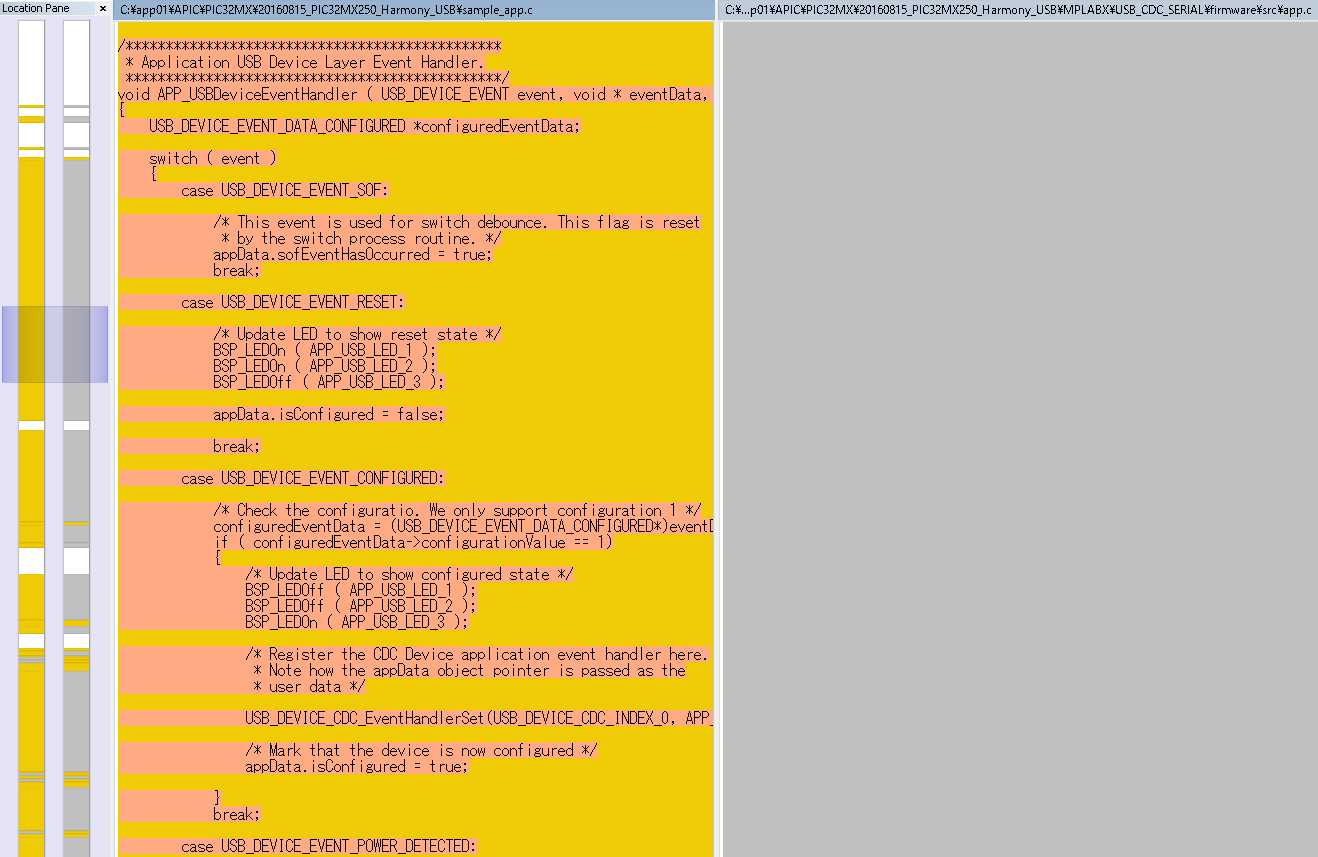 Location Pane ×
C:¥app01¥APIC¥PIC32MX¥20160815_PIC32MX250_Harmony_USB¥sample_app.c
C:¥...p01¥APIC¥PIC32MX¥20160815_PIC32MX250_Harmony_USB¥MPLABX¥USB_CDC_SERIAL¥firmware¥src¥app.c
/***********************************************
 * Application USB Device Layer Event Handler.
 ***********************************************/
void APP_USBDeviceEventHandler ( USB_DEVICE_EVENT event, void * eventData,
{
    USB_DEVICE_EVENT_DATA_CONFIGURED *configuredEventData;
    switch ( event )
    {
        case USB_DEVICE_EVENT_SOF:
            /* This event is used for switch debounce. This flag is reset
             * by the switch process routine. */
            appData.sofEventHasOccurred = true;
            break;
        case USB_DEVICE_EVENT_RESET:
            /* Update LED to show reset state */
            BSP_LEDOn ( APP_USB_LED_1 );
            BSP_LEDOn ( APP_USB_LED_2 );
            BSP_LEDOff ( APP_USB_LED_3 );
            appData.isConfigured = false;
            break;
        case USB_DEVICE_EVENT_CONFIGURED:
            /* Check the configuratio. We only support configuration 1 */
            configuredEventData = (USB_DEVICE_EVENT_DATA_CONFIGURED*)eventD
            if ( configuredEventData->configurationValue == 1)
            {
                /* Update LED to show configured state */
                BSP_LEDOff ( APP_USB_LED_1 );
                BSP_LEDOff ( APP_USB_LED_2 );
                BSP_LEDOn ( APP_USB_LED_3 );
                /* Register the CDC Device application event handler here.
                 * Note how the appData object pointer is passed as the
                 * user data */
                USB_DEVICE_CDC_EventHandlerSet(USB_DEVICE_CDC_INDEX_0, APP_
                /* Mark that the device is now configured */
                appData.isConfigured = true;
            }
            break;
        case USB_DEVICE_EVENT_POWER_DETECTED: